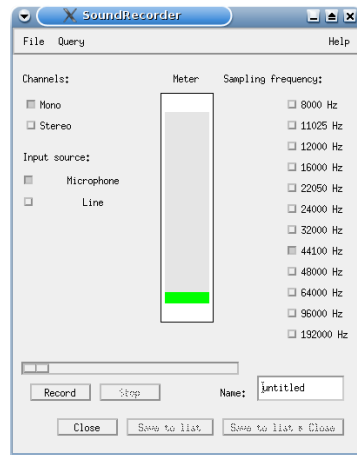 SoundRecorder
File Query Help
Channels: Meter Sampling frequency:
Mono
Stereo
Input source:
Microphone
Line
8000 Hz
11025 Hz
12000 Hz
16000 Hz
22050 Hz
24000 Hz
32000 Hz
44100 Hz
48000 Hz
64000 Hz
96000 Hz
192000 Hz
Record Stop Name: untitled
Close Save to list Save to list & Close